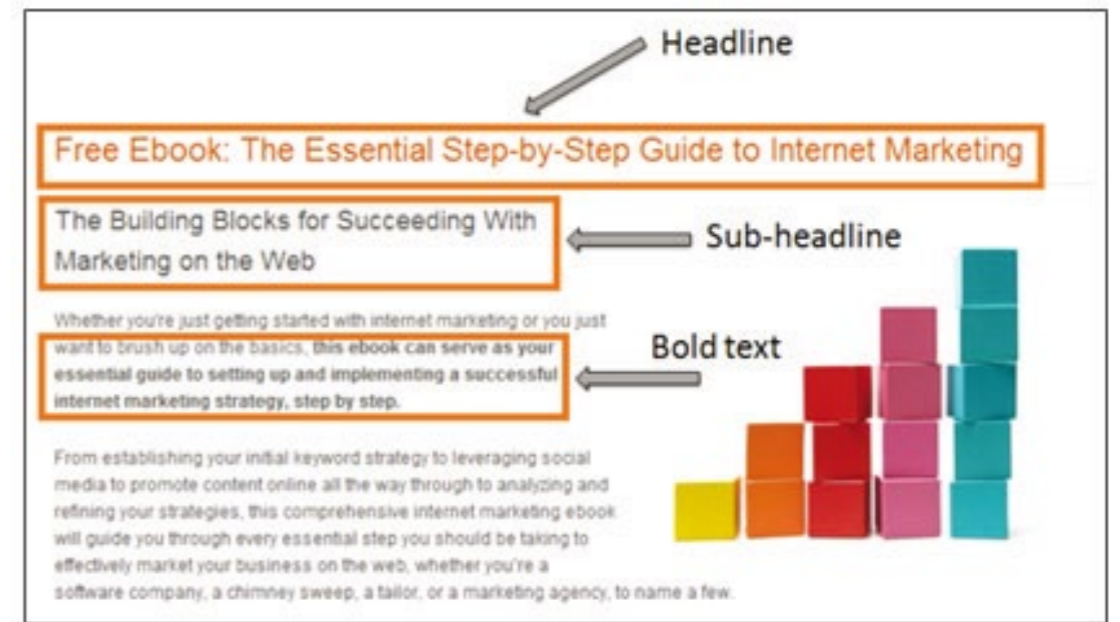 Headline
Free Ebook: The Essential Step-by-Step Guide to Internet Marketing
The Building Blocks for Succeeding With
Marketing on the Web
Sub-headline
Whether you're just getting started with internet marketing or you just
want to brush up on the basics, this ebook can serve as your
essential guide to setting up and implementing a successful
internet marketing strategy, step by step.
Bold text
From establishing your initial keyword strategy to leveraging social
media to promote content online all the way through to analyzing and
refining your strategies, this comprehensive internet marketing ebook
will guide you through every essential step you should be taking to
effectively market your business on the web, whether you're a
software company, a chimney sweep, a tailor, or a marketing agency, to name a few.